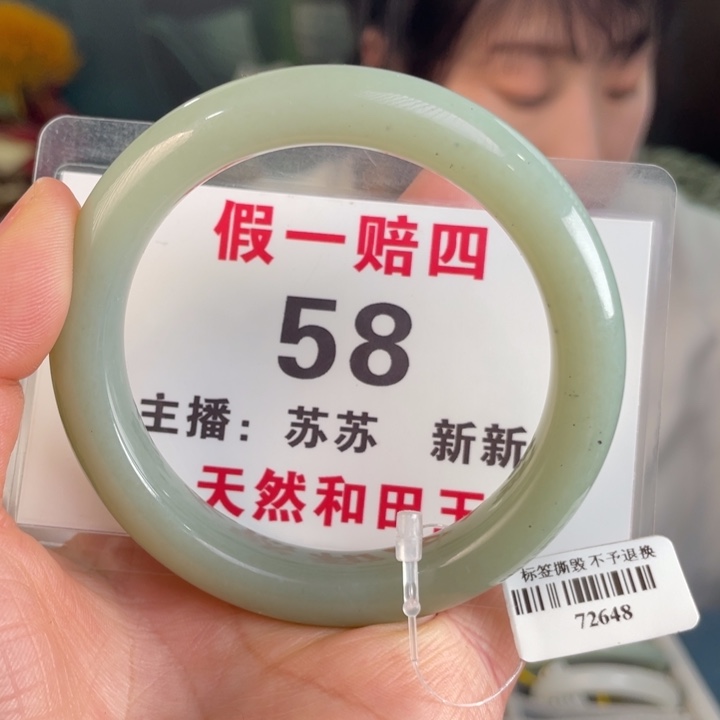 假一赔四
58
主播：苏苏 新新
天然和田玉
标签撕毁 不予退换
72648